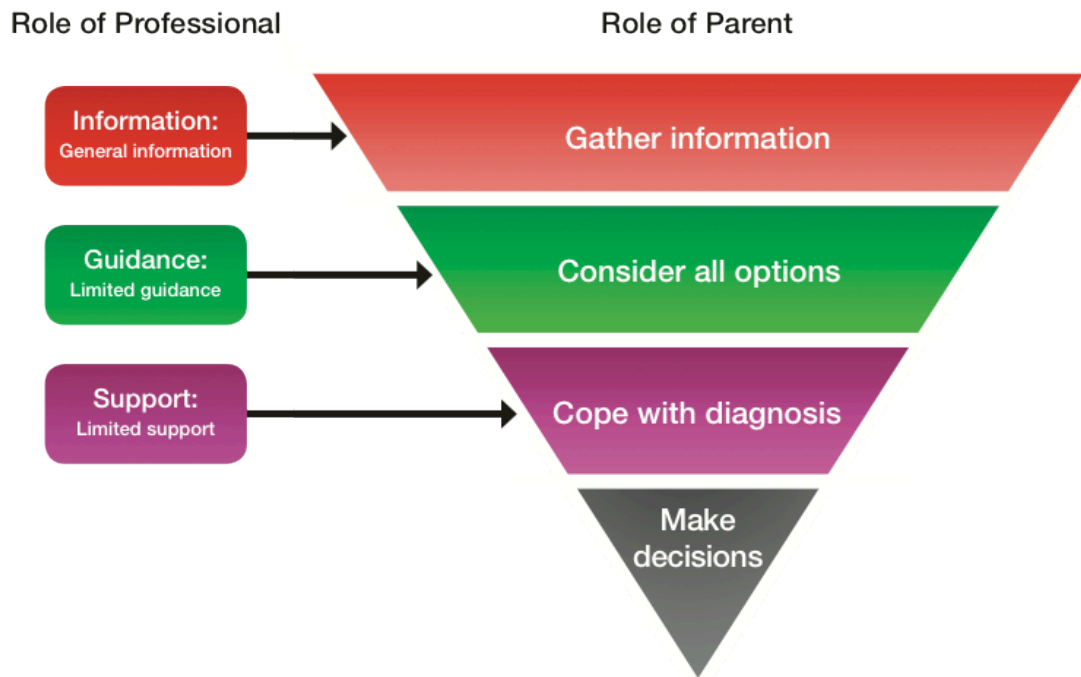 Role of Professional
Role of Parent
Information:
General information
Gather information
Guidance:
Limited guidance
Consider all options
Support:
Limited support
Cope with diagnosis
Make
decisions